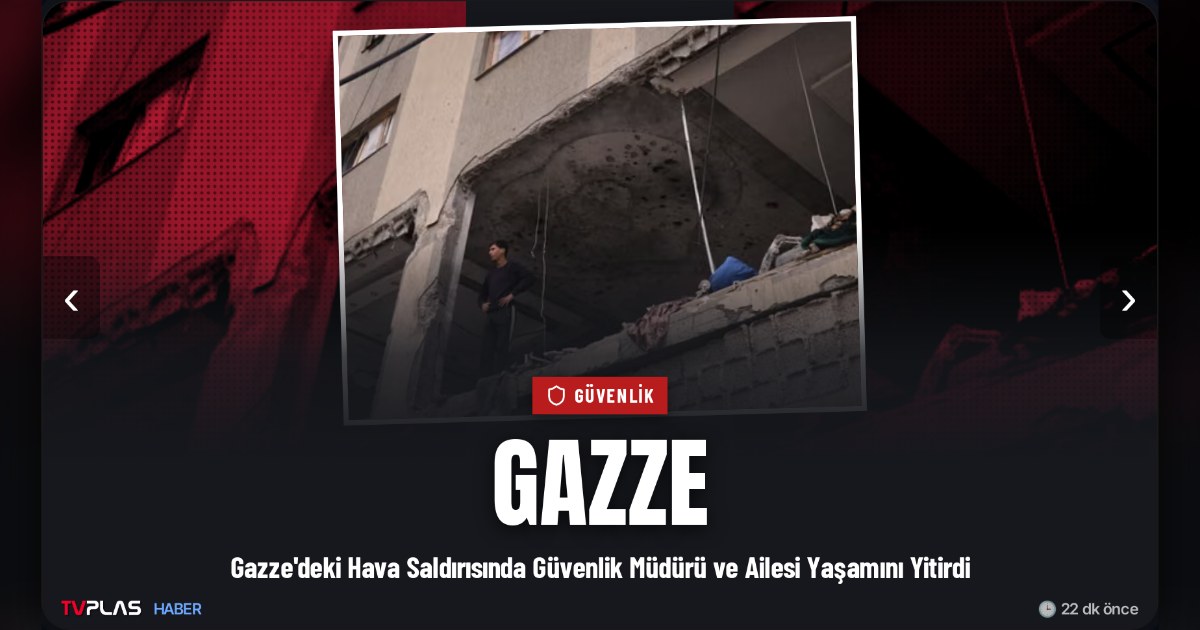 GÜVENLİK
GAZZE
Gazze'deki Hava Saldırısında Güvenlik Müdürü ve Ailesi Yaşamını Yitirdi
TVPLAS HABER
22 dk önce